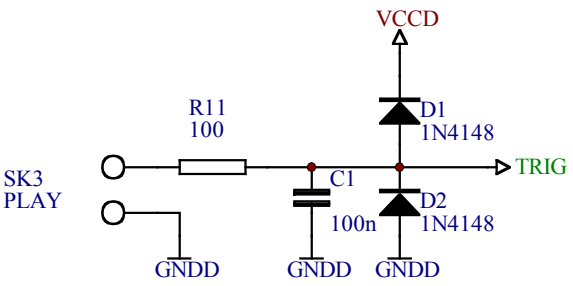 VCCD
R11
100
D1
1N4148
SK3
PLAY
C1
100n
TRIG
D2
1N4148
GNDD
GNDD
GNDD